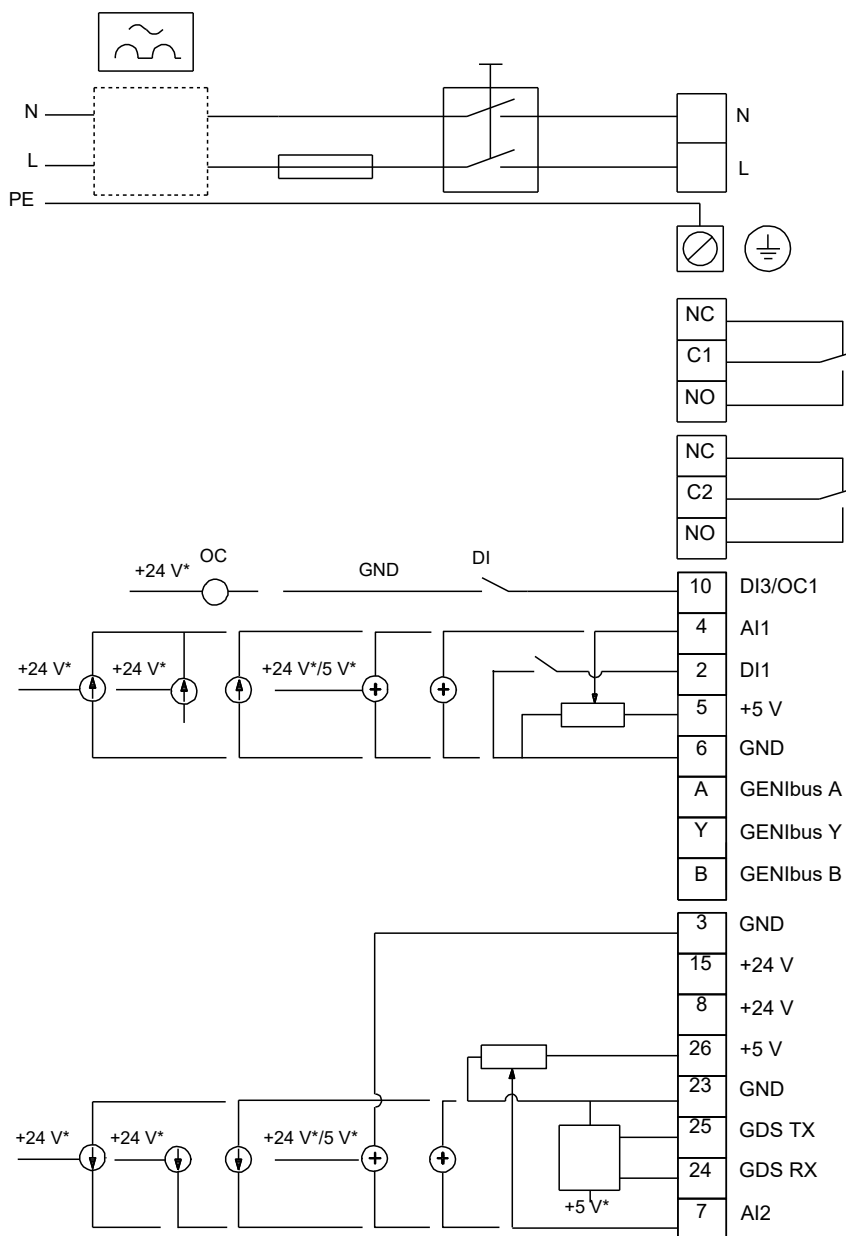 N
N
L
L
PE
NC
C1
NO
NC
C2
NO
+24 V*
OC
GND
DI
10
DI3/OC1
4
AI1
+24 V*
+24 V*
+24 V*/5 V*
2
DI1
5
+5 V
6
GND
A
GENIbus A
Y
GENIbus Y
B
GENIbus B
3
GND
15
+24 V
8
+24 V
26
+5 V
23
GND
25
GDS TX
+24 V*
+24 V*
+24 V*/5 V*
24
GDS RX
+5 V*
7
AI2